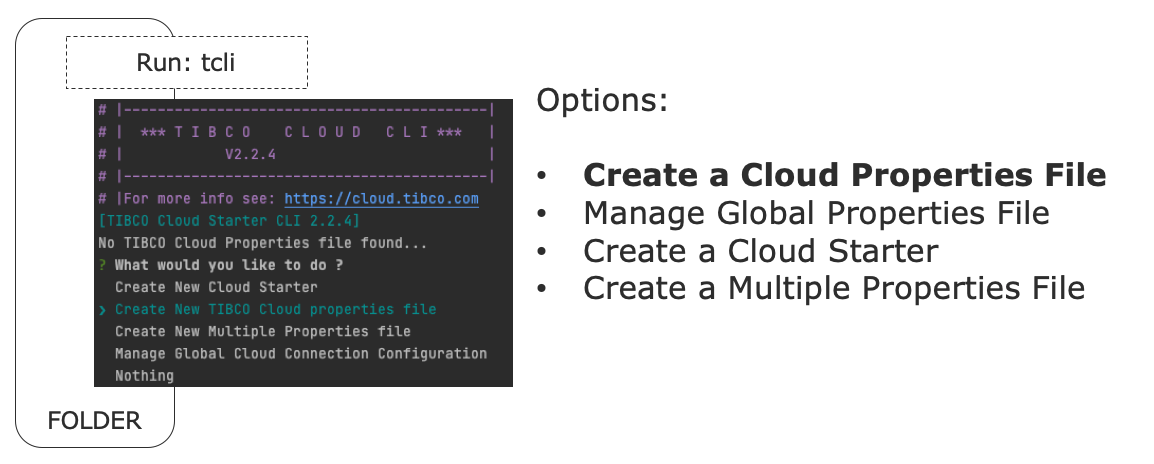 Run: tcli
# |-------------------------------------------|
# | *** T I B C O   C L O U D   C L I *** |
# | V2.2.4 |
# |-------------------------------------------|
# |For more info see: https://cloud.tibco.com
[TIBCO Cloud Starter CLI 2.2.4]
No TIBCO Cloud Properties file found...
? What would you like to do ?
Create New Cloud Starter
❯ Create New TIBCO Cloud properties file
Create New Multiple Properties file
Manage Global Cloud Connection Configuration
Nothing
FOLDER
Options:
• Create a Cloud Properties File
• Manage Global Properties File
• Create a Cloud Starter
• Create a Multiple Properties File